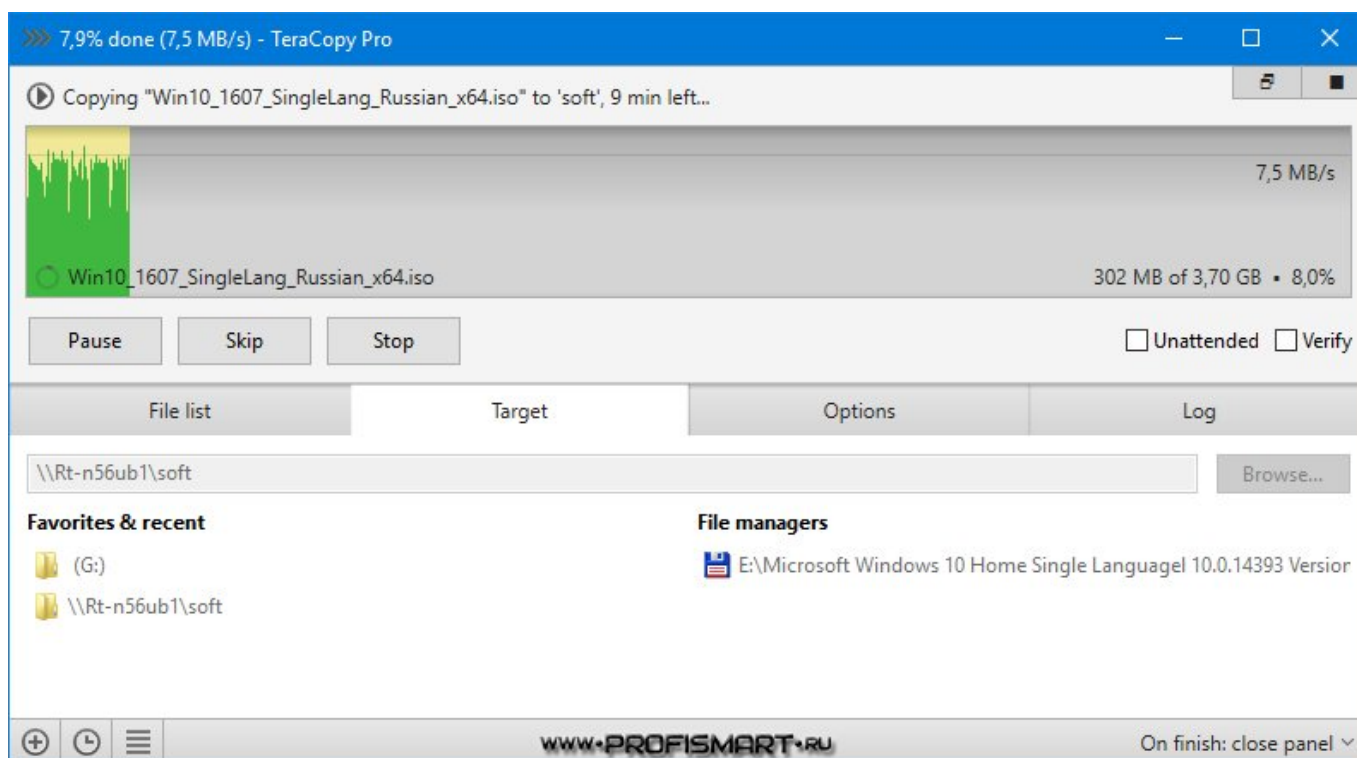 7,9% done (7,5 MB/s) - TeraCopy Pro
Copying "Win10_1607_SingleLang_Russian_x64.iso" to 'soft', 9 min left...
7,5 MB/s
Win10_1607_SingleLang_Russian_x64.iso 302 MB of 3,70 GB ▪ 8,0%
Pause Skip Stop Unattended Verify
File list Target Options Log
\\Rt-n56ub1\soft Browse...
Favorites & recent File managers
(G:) E:\Microsoft Windows 10 Home Single Languagel 10.0.14393 Version
\\Rt-n56ub1\soft
WWW•PROFISMART•RU On finish: close panel